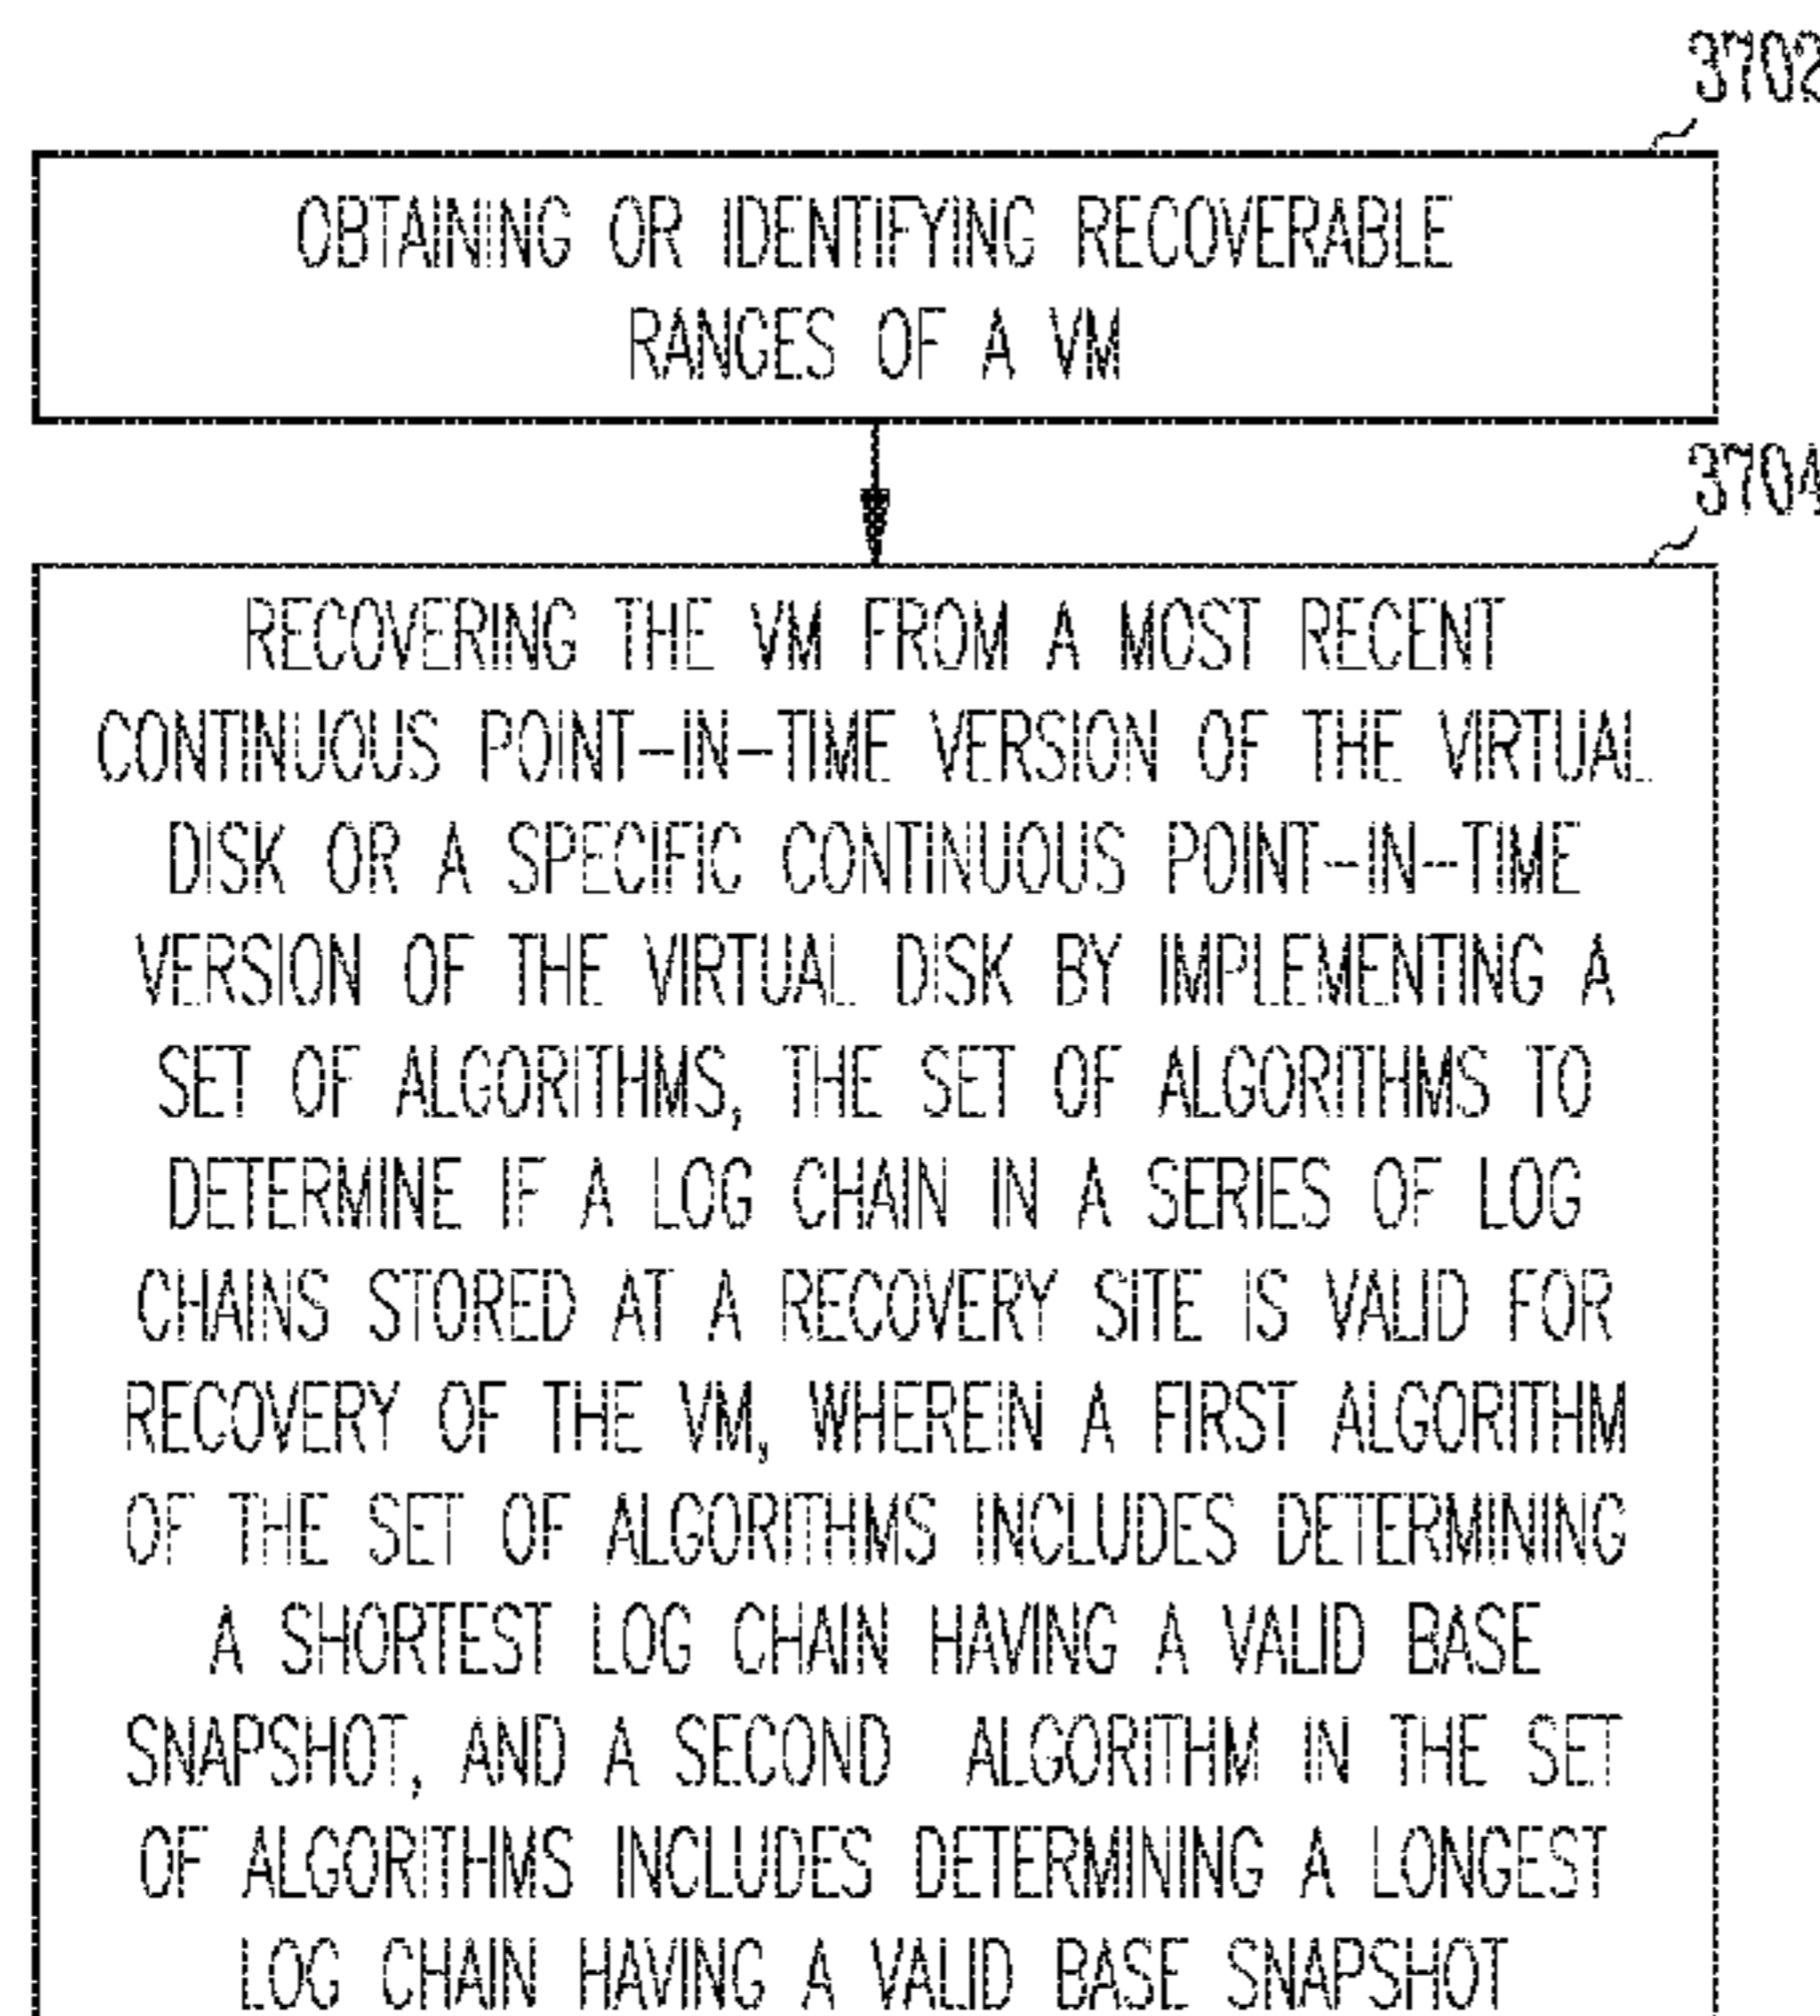 3702
OBTAINING OR IDENTIFYING RECOVERABLE
RANGES OF A VM
3704
RECOVERING THE VM FROM A MOST RECENT
CONTINUOUS POINT-IN-TIME VERSION OF THE VIRTUAL
DISK OR A SPECIFIC CONTINUOUS POINT-IN-TIME
VERSION OF THE VIRTUAL DISK BY IMPLEMENTING A
SET OF ALGORITHMS, THE SET OF ALGORITHMS TO
DETERMINE IF A LOG CHAIN IN A SERIES OF LOG
CHAINS STORED AT A RECOVERY SITE IS VALID FOR
RECOVERY OF THE VM, WHEREIN A FIRST ALGORITHM
OF THE SET OF ALGORITHMS INCLUDES DETERMINING
A SHORTEST LOG CHAIN HAVING A VALID BASE
SNAPSHOT, AND A SECOND ALGORITHM IN THE SET
OF ALGORITHMS INCLUDES DETERMINING A LONGEST
LOG CHAIN HAVING A VALID BASE SNAPSHOT